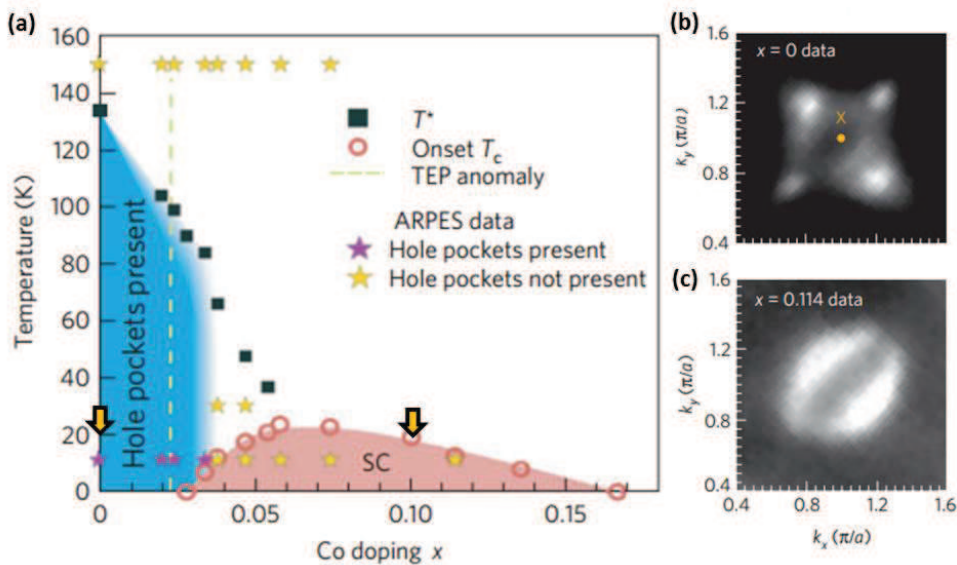 (a)
Temperature (K)
160
140
120
100
80
60
40
20
0
T*
Onset Tc
TEP anomaly
ARPES data
Hole pockets present
Hole pockets not present
Hole pockets present
SC
0 0.05 0.10 0.15
Co doping x
(b)
x = 0 data
X
ky (π/a)
1.6
1.2
0.8
0.4
(c)
x = 0.114 data
ky (π/a)
1.6
1.2
0.8
0.4
0.4 0.8 1.2 1.6
kx (π/a)